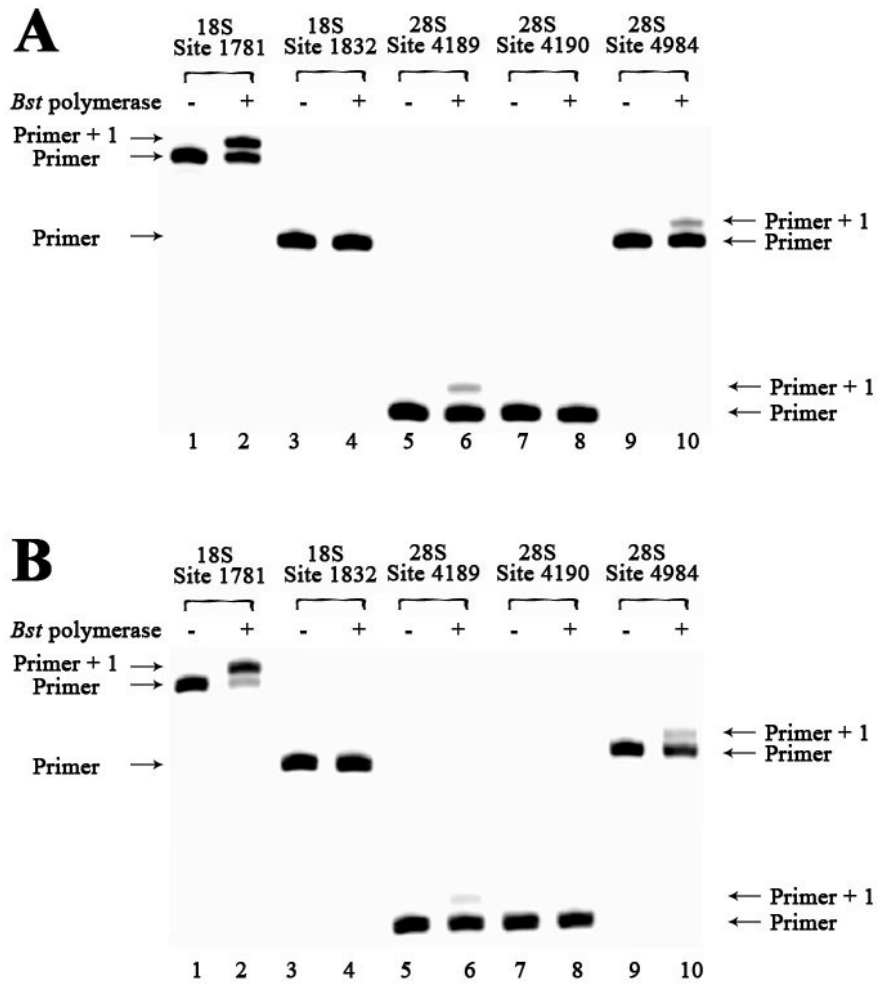 A
18S 18S 28S 28S 28S
Site 1781 Site 1832 Site 4189 Site 4190 Site 4984
Bst polymerase - + - + - + - + - +
Primer + 1
Primer
Primer
Primer + 1
Primer
Primer + 1
Primer
1 2 3 4 5 6 7 8 9 10
B
18S 18S 28S 28S 28S
Site 1781 Site 1832 Site 4189 Site 4190 Site 4984
Bst polymerase - + - + - + - + - +
Primer + 1
Primer
Primer
Primer + 1
Primer
Primer + 1
Primer
1 2 3 4 5 6 7 8 9 10